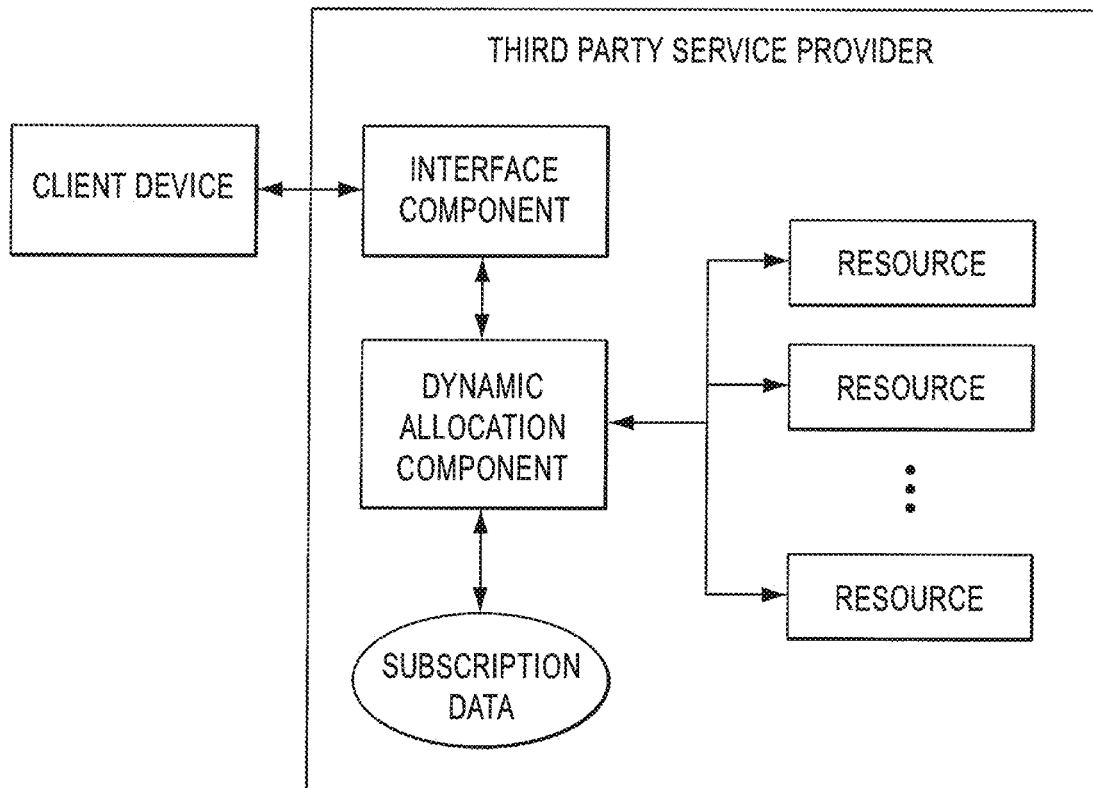 THIRD PARTY SERVICE PROVIDER
CLIENT DEVICE
INTERFACE
COMPONENT
RESOURCE
DYNAMIC
ALLOCATION
COMPONENT
RESOURCE
RESOURCE
SUBSCRIPTION
DATA